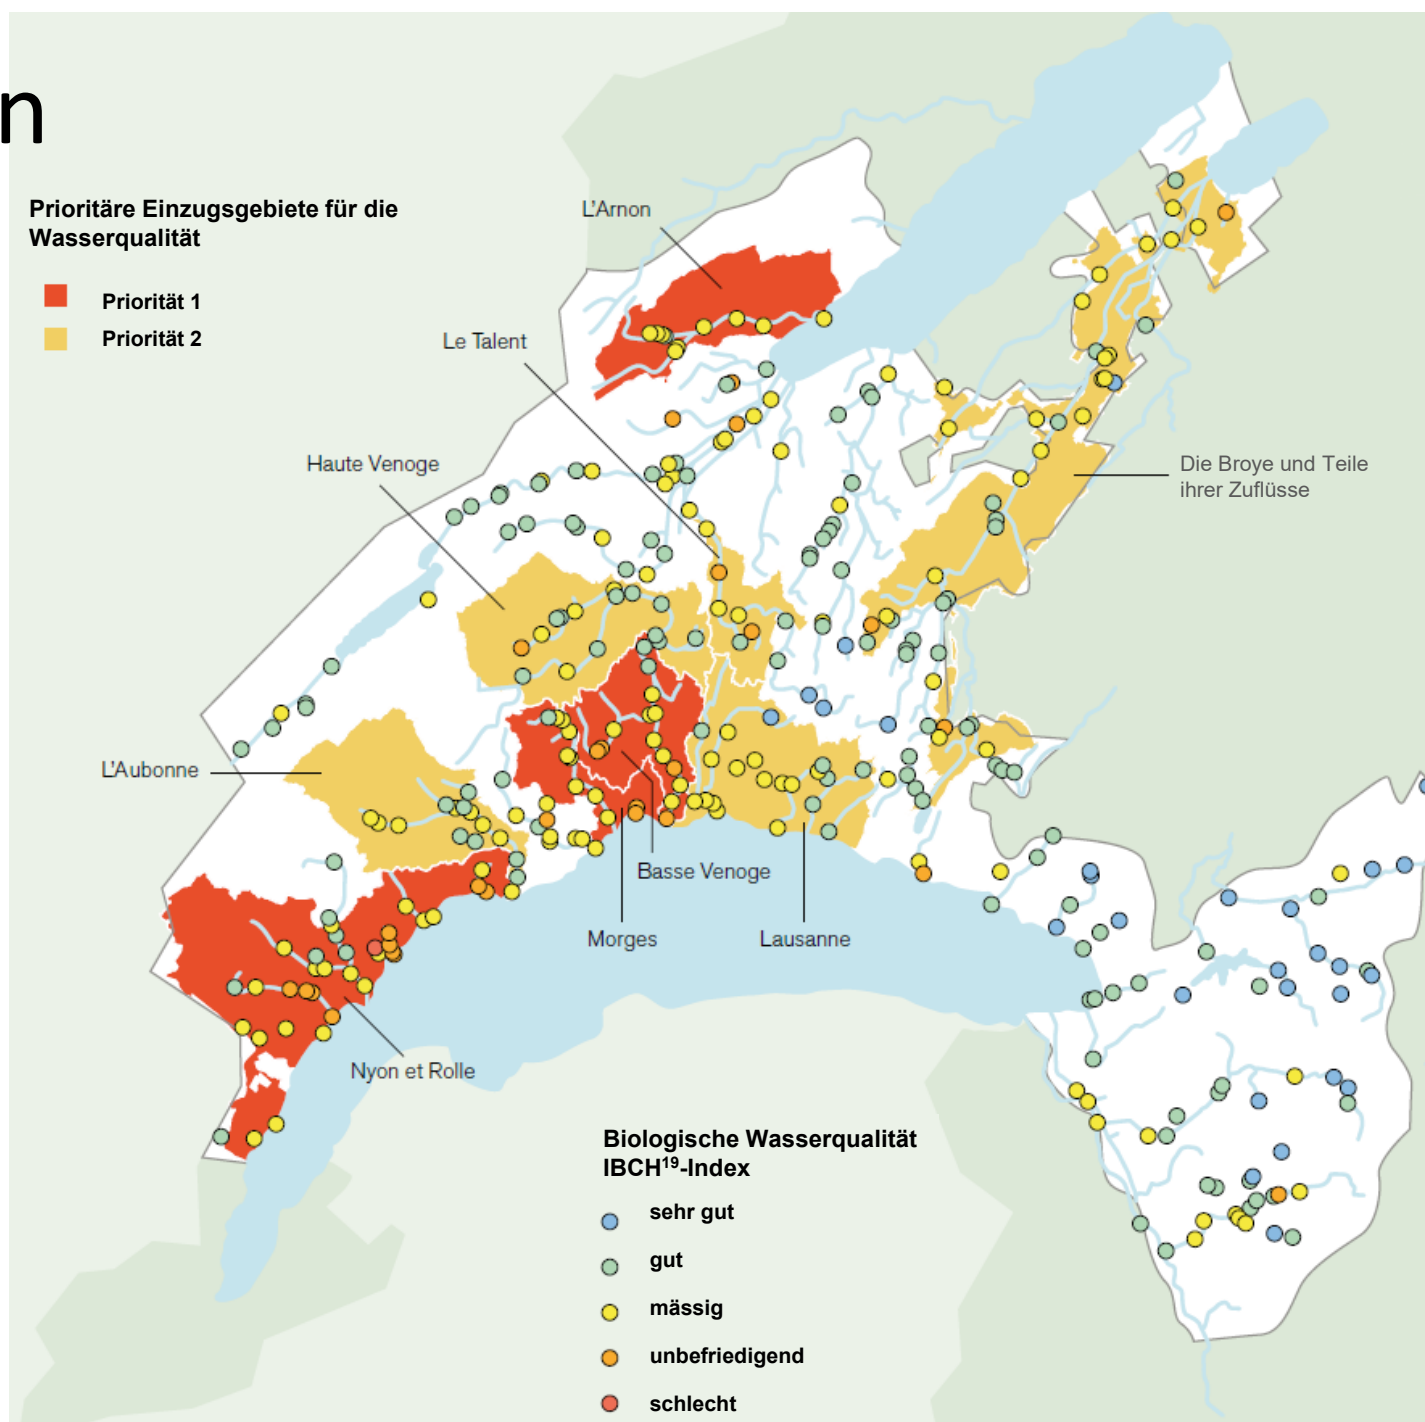 n
Prioritäre Einzugsgebiete für die
Wasserqualität
Priorität 1
Priorität 2
L'Arnon
Le Talent
Haute Venoge
Die Broye und Teile
ihrer Zuflüsse
L'Aubonne
Basse Venoge
Morges
Lausanne
Nyon et Rolle
Biologische Wasserqualität
IBCH¹⁹-Index
sehr gut
gut
mässig
unbefriedigend
schlecht